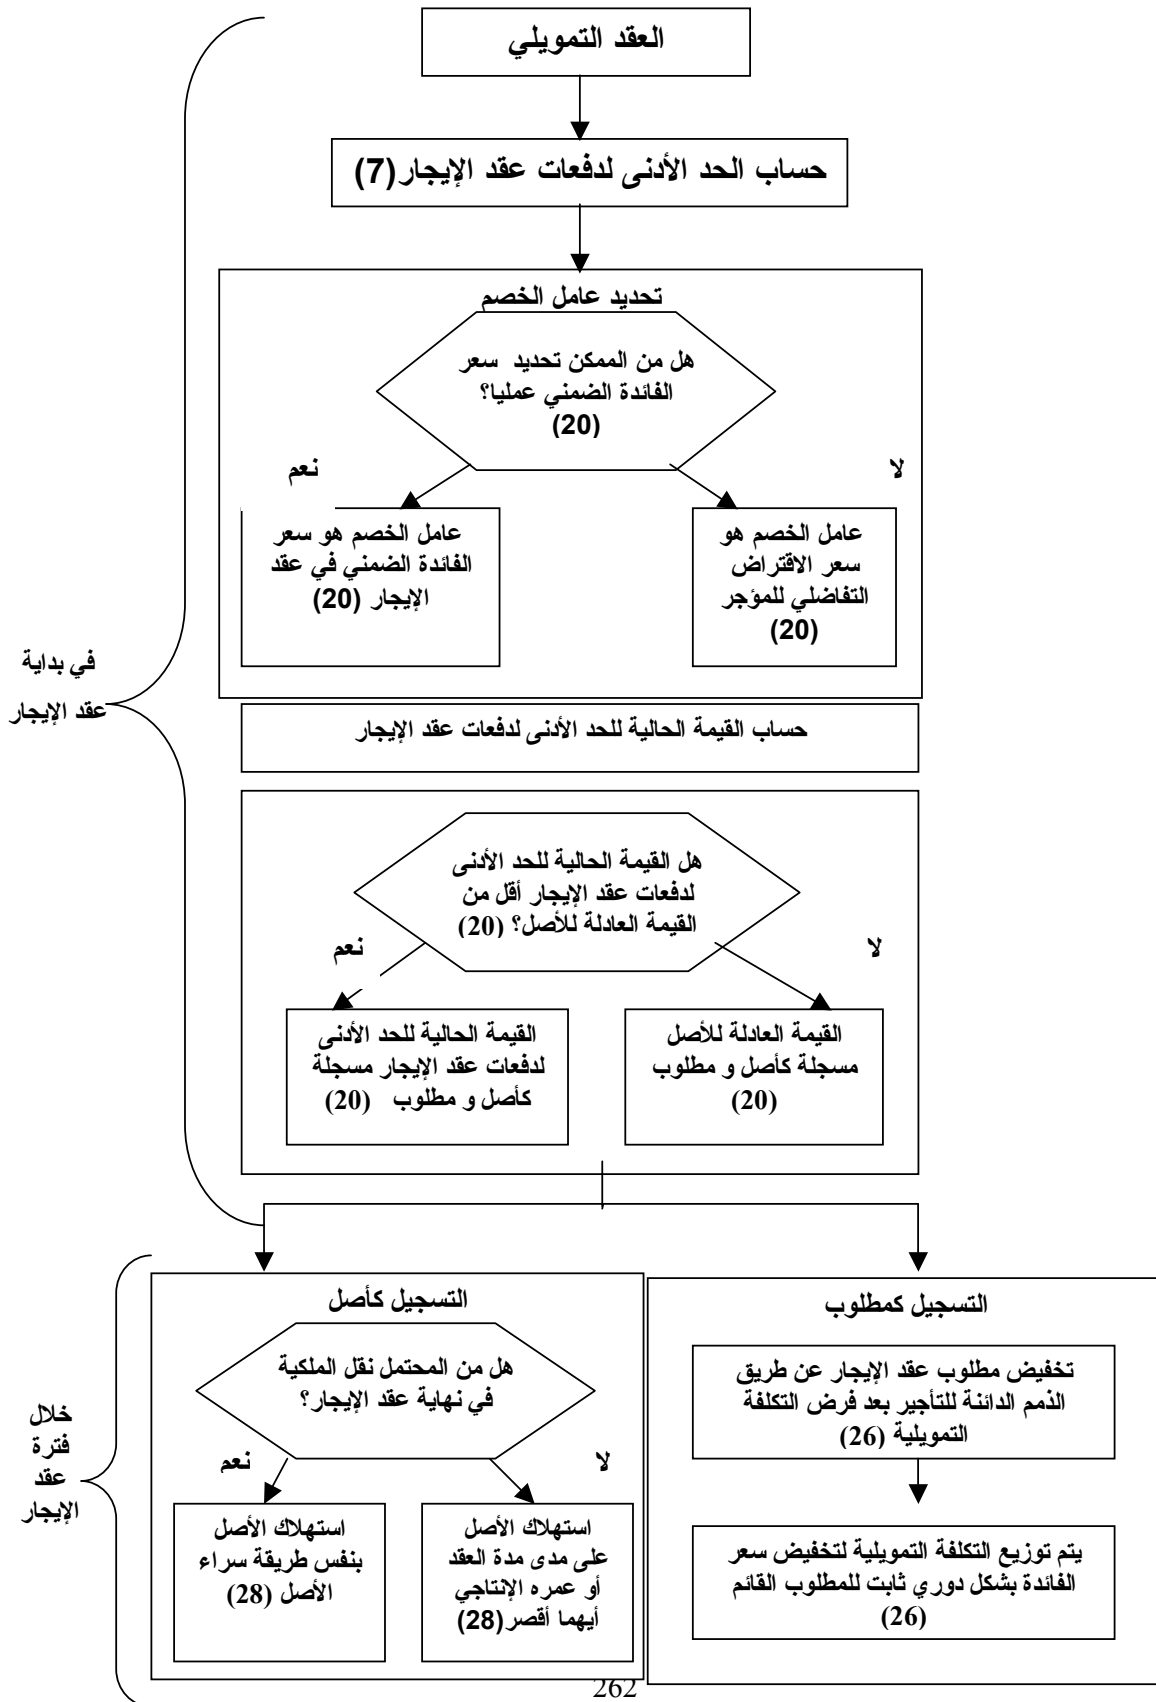 العقد التمويلي
حساب الحد الأدنى لدفعات عقد الإيجار(7)
تحديد عامل الخصم
هل من الممكن تحديد سعر
الفائدة الضمني عمليا؟
(20)
نعم
لا
عامل الخصم هو سعر
الفائدة الضمني في عقد
الإيجار (20)
عامل الخصم هو
سعر الاقتراض
التفاضلي للمؤجر
(20)
في بداية
عقد الإيجار
حساب القيمة الحالية للحد الأدنى لدفعات عقد الإيجار
هل القيمة الحالية للحد الأدنى
لدفعات عقد الإيجار أقل من
القيمة العادلة للأصل؟ (20)
نعم
لا
القيمة الحالية للحد الأدنى
لدفعات عقد الإيجار مسجلة
كأصل و مطلوب (20)
القيمة العادلة للأصل
مسجلة كأصل و مطلوب
(20)
التسجيل كأصل
هل من المحتمل نقل الملكية
في نهاية عقد الإيجار؟
نعم
لا
استهلاك الأصل
بنفس طريقة سراء
الأصل (28)
استهلاك الأصل
على مدى مدة العقد
أو عمره الإنتاجي
أيهما أقصر(28)
التسجيل كمطلوب
تخفيض مطلوب عقد الإيجار عن طريق
الذمم الدائنة للتأجير بعد فرض التكلفة
التمويلية (26)
يتم توزيع التكلفة التمويلية لتخفيض سعر
الفائدة بشكل دوري ثابت للمطلوب القائم
(26)
خلال
فترة
عقد
الإيجار
262